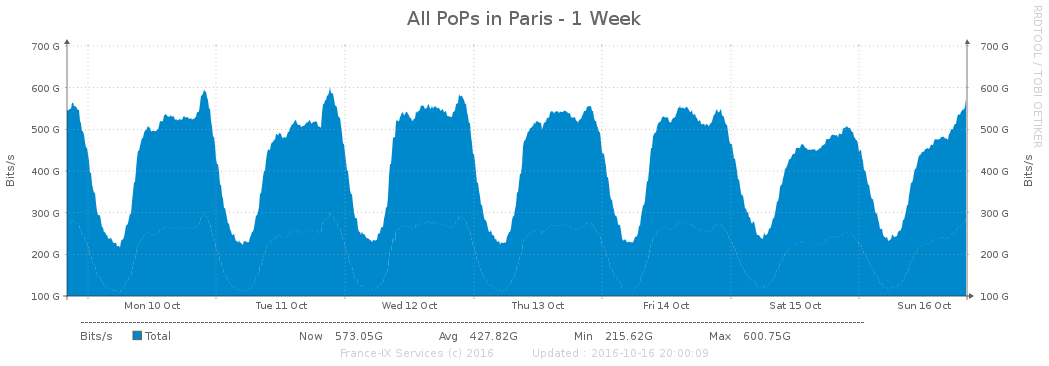 All PoPs in Paris - 1 Week
RRDTOOL / TOBI OETIKER
700 G 700 G
600 G 600 G
500 G 500 G
400 G 400 G
300 G 300 G
200 G 200 G
100 G 100 G
Bits/s
Bits/s
Mon 10 Oct Tue 11 Oct Wed 12 Oct Thu 13 Oct Fri 14 Oct Sat 15 Oct Sun 16 Oct
Bits/s Total Now 573.05G Avg 427.82G Min 215.62G Max 600.75G
France-IX Services (c) 2016 Updated : 2016-10-16 20:00:09